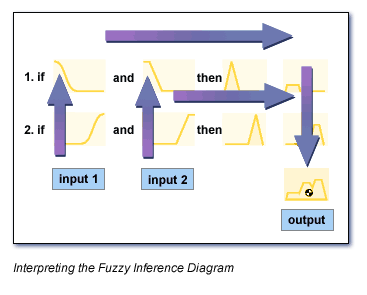 1. if and then
2. if and then
input 1 input 2
output
Interpreting the Fuzzy Inference Diagram